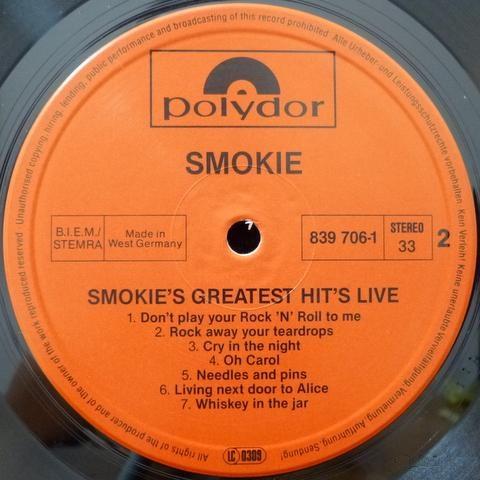 polydor
SMOKIE
B.I.E.M./
STEMRA
Made in
West Germany
839 706-1
STEREO
33
2
SMOKIE'S GREATEST HIT'S LIVE
1. Don't play your Rock 'N' Roll to me
2. Rock away your teardrops
3. Cry in the night
4. Oh Carol
5. Needles and pins
6. Living next door to Alice
7. Whiskey in the jar
LC 0309
All rights of the producer and of the owner of the work reproduced reserved · Unauthorised copying, hiring, lending, public performance and broadcasting of this record prohibited. Alle Urheber- und Leistungsschutzrechte vorbehalten. Kein Verleih! Keine unerlaubte Vervielfältigung, Vermietung, Aufführung, Sendung!